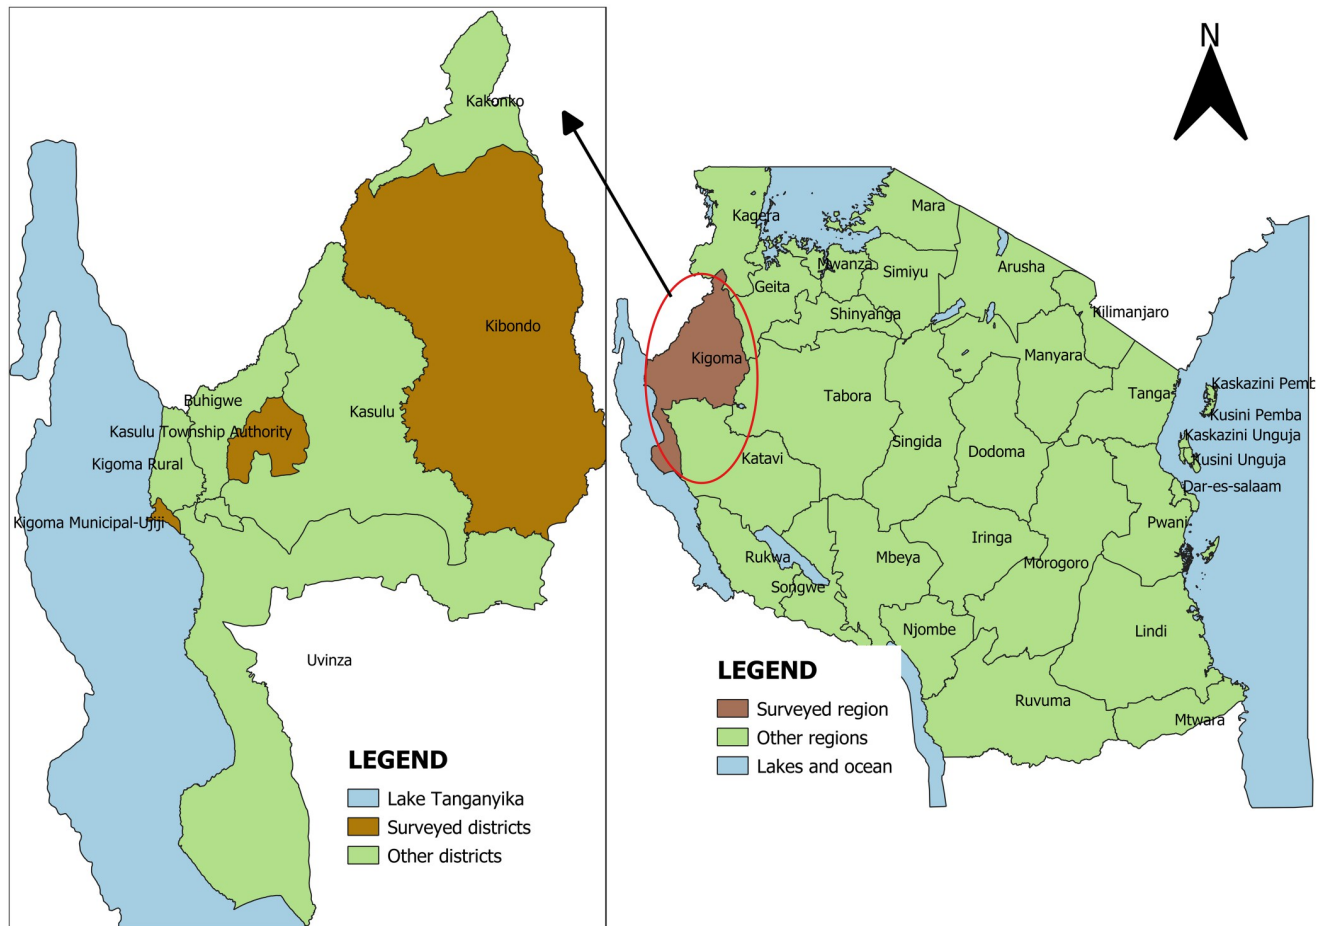 Kakonko
Kibondo
Buhigwe
Kasulu
Kasulu Township Authority
Kigoma Rural
Kigoma Municipal-Ujiji
Uvinza
LEGEND
Lake Tanganyika
Surveyed districts
Other districts
N
Kagera
Mara
Mwanza
Simiyu
Arusha
Geita
Shinyanga
Kilimanjaro
Kigoma
Manyara
Tabora
Tanga
Kaskazini Pemb
Kusini Pemba
Kaskazini Unguja
Singida
Dodoma
Katavi
Kusini Unguja
Dar-es-salaam
Pwani
Iringa
Rukwa
Mbeya
Morogoro
Songwe
Njombe
Lindi
Ruvuma
Mtwara
LEGEND
Surveyed region
Other regions
Lakes and ocean